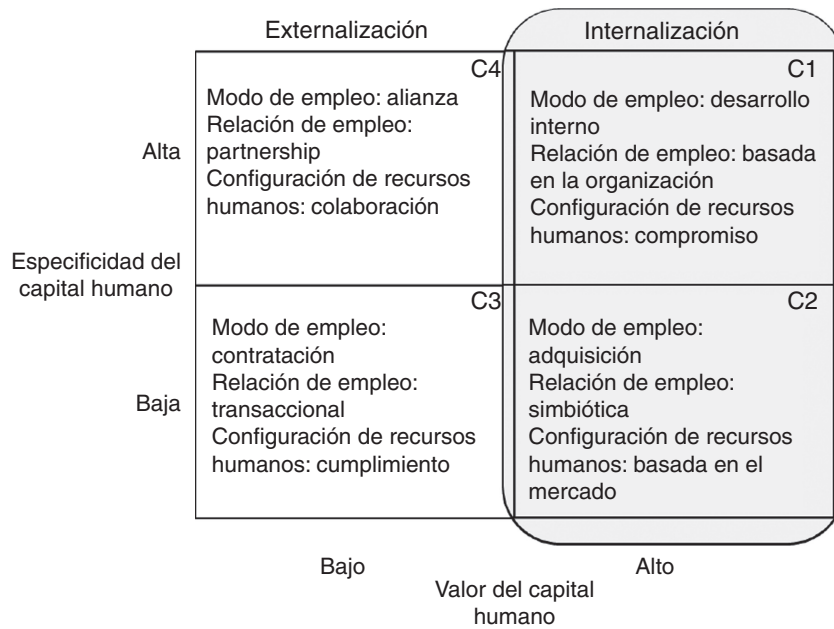 Externalización
Internalización
C4
Modo de empleo: alianza
Relación de empleo:
partnership
Configuración de recursos
humanos: colaboración
C1
Modo de empleo: desarrollo
interno
Relación de empleo: basada
en la organización
Configuración de recursos
humanos: compromiso
Alta
Especificidad del
capital humano
C3
Modo de empleo:
contratación
Relación de empleo:
transaccional
Configuración de recursos
humanos: cumplimiento
C2
Modo de empleo:
adquisición
Relación de empleo:
simbiótica
Configuración de recursos
humanos: basada en el
mercado
Baja
Bajo
Alto
Valor del capital
humano